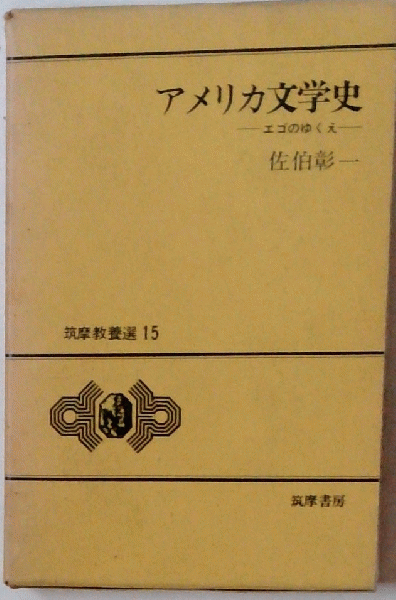 アメリカ文学史
―エゴのゆくえ―
佐伯彰一
筑摩教養選 15
筑摩書房